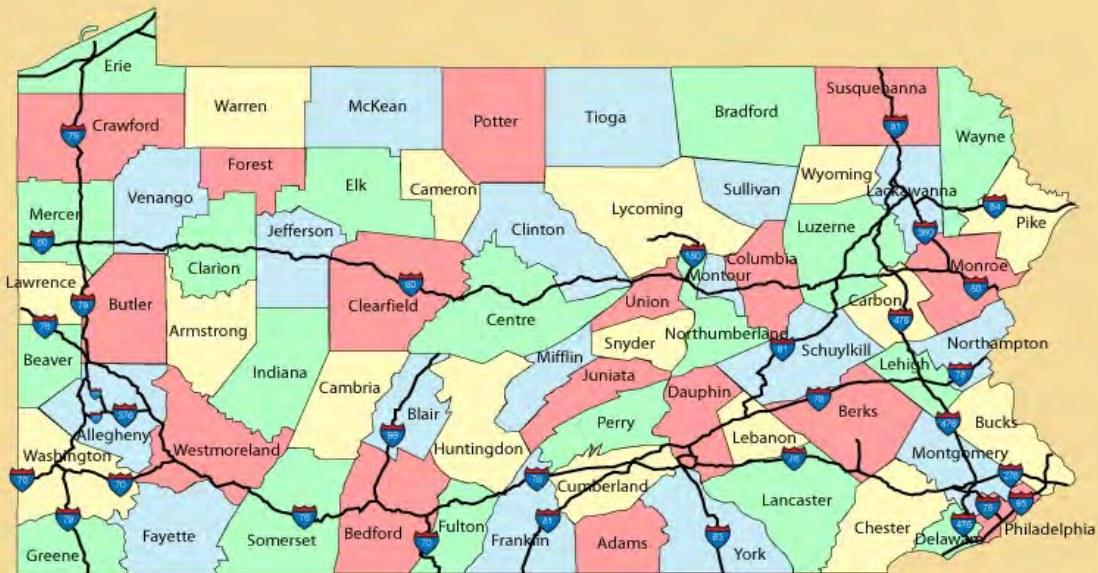 Erie
Crawford
Warren
McKean
Potter
Tioga
Bradford
Susquehanna
Wayne
79
81
Forest
Venango
Elk
Cameron
Sullivan
Wyoming
Lackawanna
84
Pike
Mercer
Jefferson
Clinton
Lycoming
Luzerne
380
80
Clarion
180
Montour
Columbia
Monroe
Lawrence
Butler
79
Clearfield
80
Union
Carbon
80
Armstrong
Centre
Northumberland
476
76
Snyder
81
Schuylkill
Northampton
Beaver
Indiana
Cambria
Mifflin
Juniata
Dauphin
Lehigh
78
376
Blair
Perry
78
Berks
Allegheny
99
Huntingdon
Lebanon
476
Bucks
Washington
Westmoreland
Cumberland
76
Montgomery
70
70
76
276
79
Fayette
76
Somerset
Bedford
Fulton
81
Lancaster
76
95
Greene
70
Franklin
Adams
83
York
Chester
476
Delaware
Philadelphia